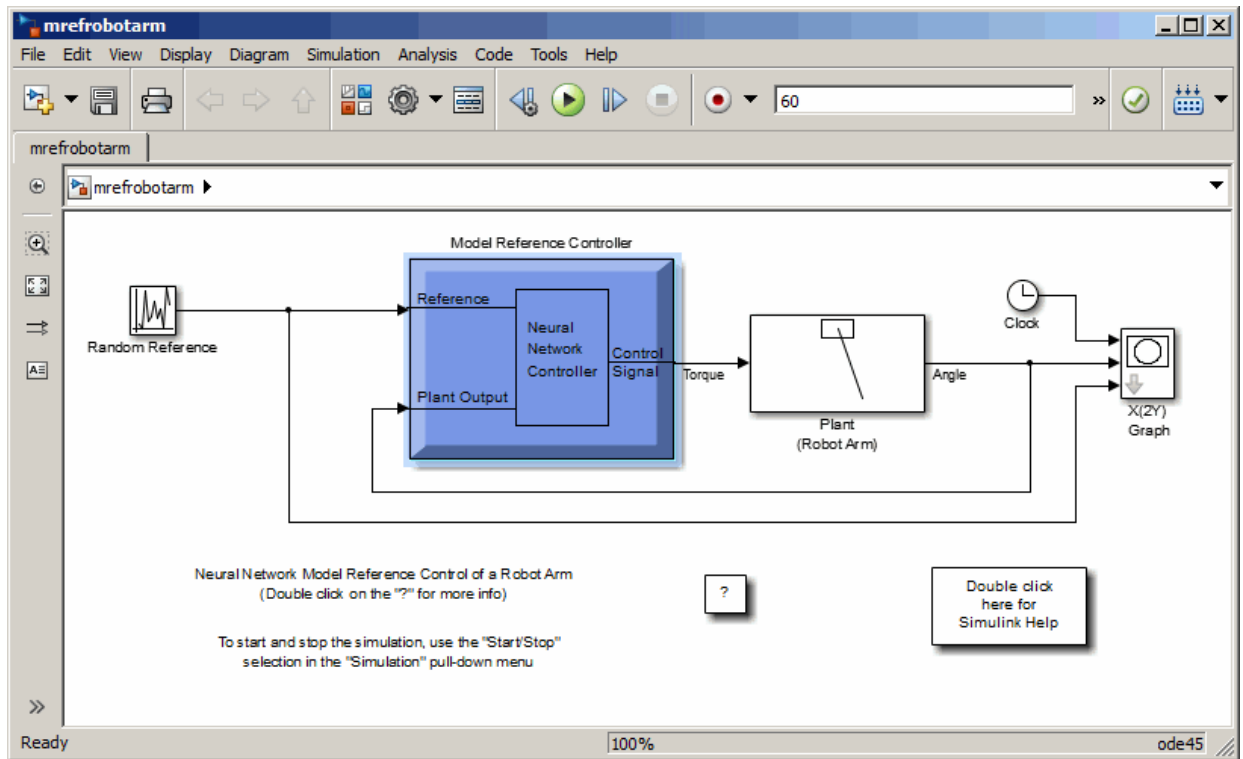 mrefrobotarm
File Edit View Display Diagram Simulation Analysis Code Tools Help
60
»
mrefrobotarm
mrefrobotarm
Model Reference Controller
Random Reference
Reference
Neural
Network
Controller
Control
Signal
Plant Output
Torque
Plant
(Robot Arm)
Angle
Clock
X(2Y)
Graph
Neural Network Model Reference Control of a Robot Arm
(Double click on the "?" for more info)
?
Double click
here for
Simulink Help
To start and stop the simulation, use the "Start/Stop"
selection in the "Simulation" pull-down menu
»
Ready
100%
ode45